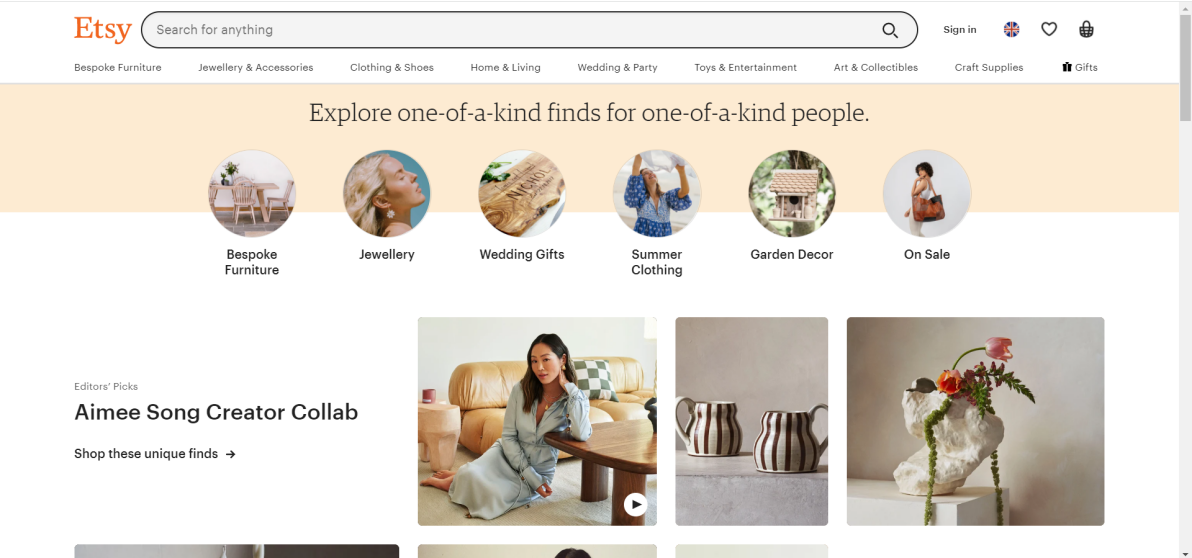 Etsy
Search for anything
Sign in
Bespoke Furniture
Jewellery & Accessories
Clothing & Shoes
Home & Living
Wedding & Party
Toys & Entertainment
Art & Collectibles
Craft Supplies
Gifts
Explore one-of-a-kind finds for one-of-a-kind people.
NICHOL
Bespoke
Furniture
Jewellery
Wedding Gifts
Summer
Clothing
Garden Decor
On Sale
Editors' Picks
Aimee Song Creator Collab
Shop these unique finds →